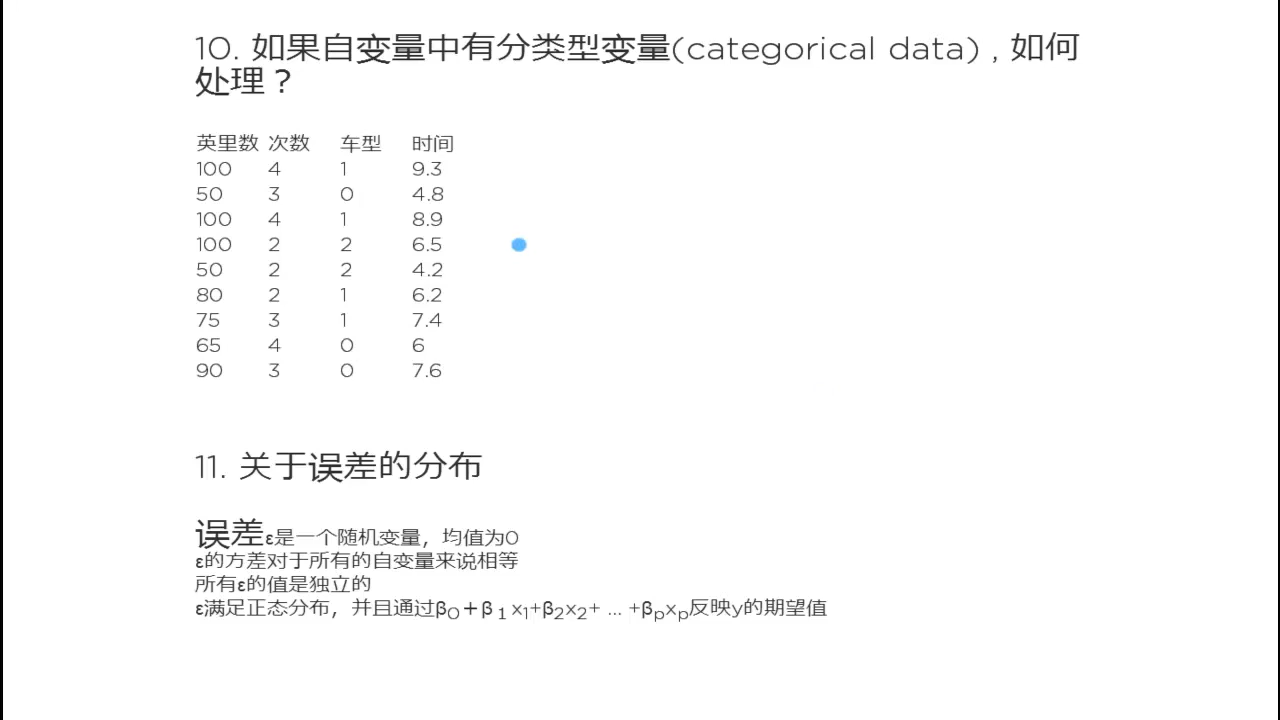 10. 如果自变量中有分类型变量(categorical data) , 如何
处理？
英里数 次数 车型 时间
100 4 1 9.3
50 3 0 4.8
100 4 1 8.9
100 2 2 6.5
50 2 2 4.2
80 2 1 6.2
75 3 1 7.4
65 4 0 6
90 3 0 7.6
11. 关于误差的分布
误差ε是一个随机变量，均值为0
ε的方差对于所有的自变量来说相等
所有ε的值是独立的
ε满足正态分布，并且通过β0＋β1x1+β2x2+ ... +βpxp反映y的期望值